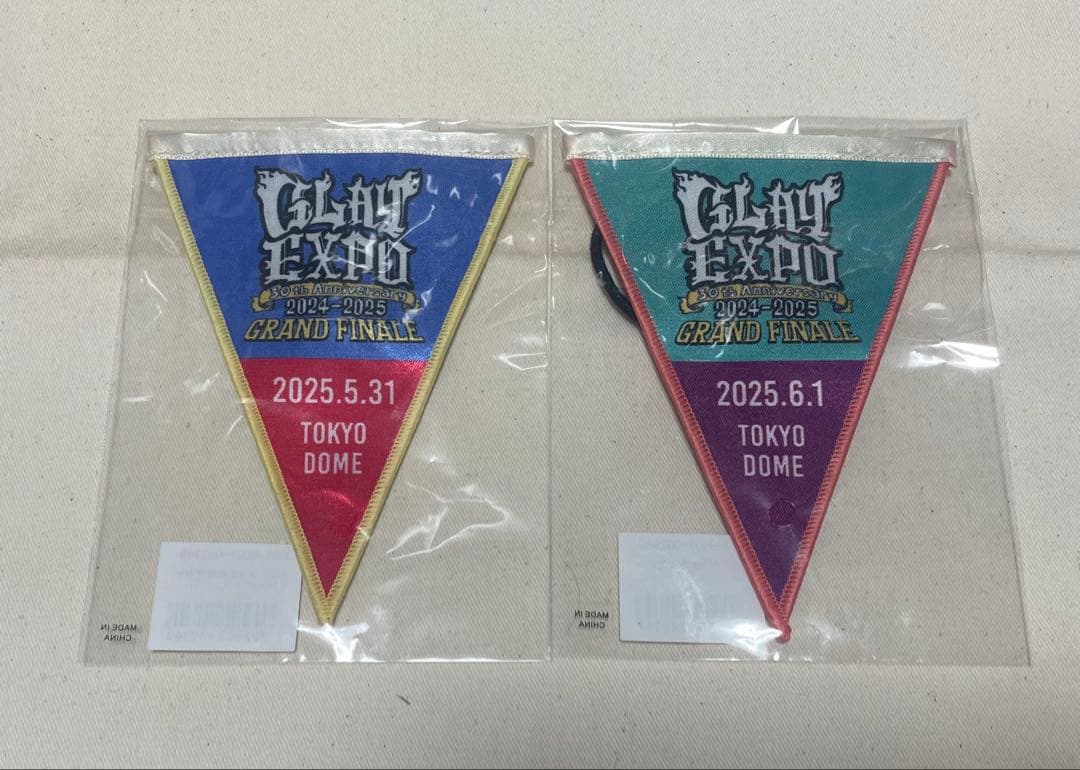 GLAY
EXPO
30th Anniversary
2024-2025
GRAND FINALE
2025.5.31
TOKYO
DOME
MADE IN
CHINA
GLAY
EXPO
30th Anniversary
2024-2025
GRAND FINALE
2025.6.1
TOKYO
DOME
MADE IN
CHINA